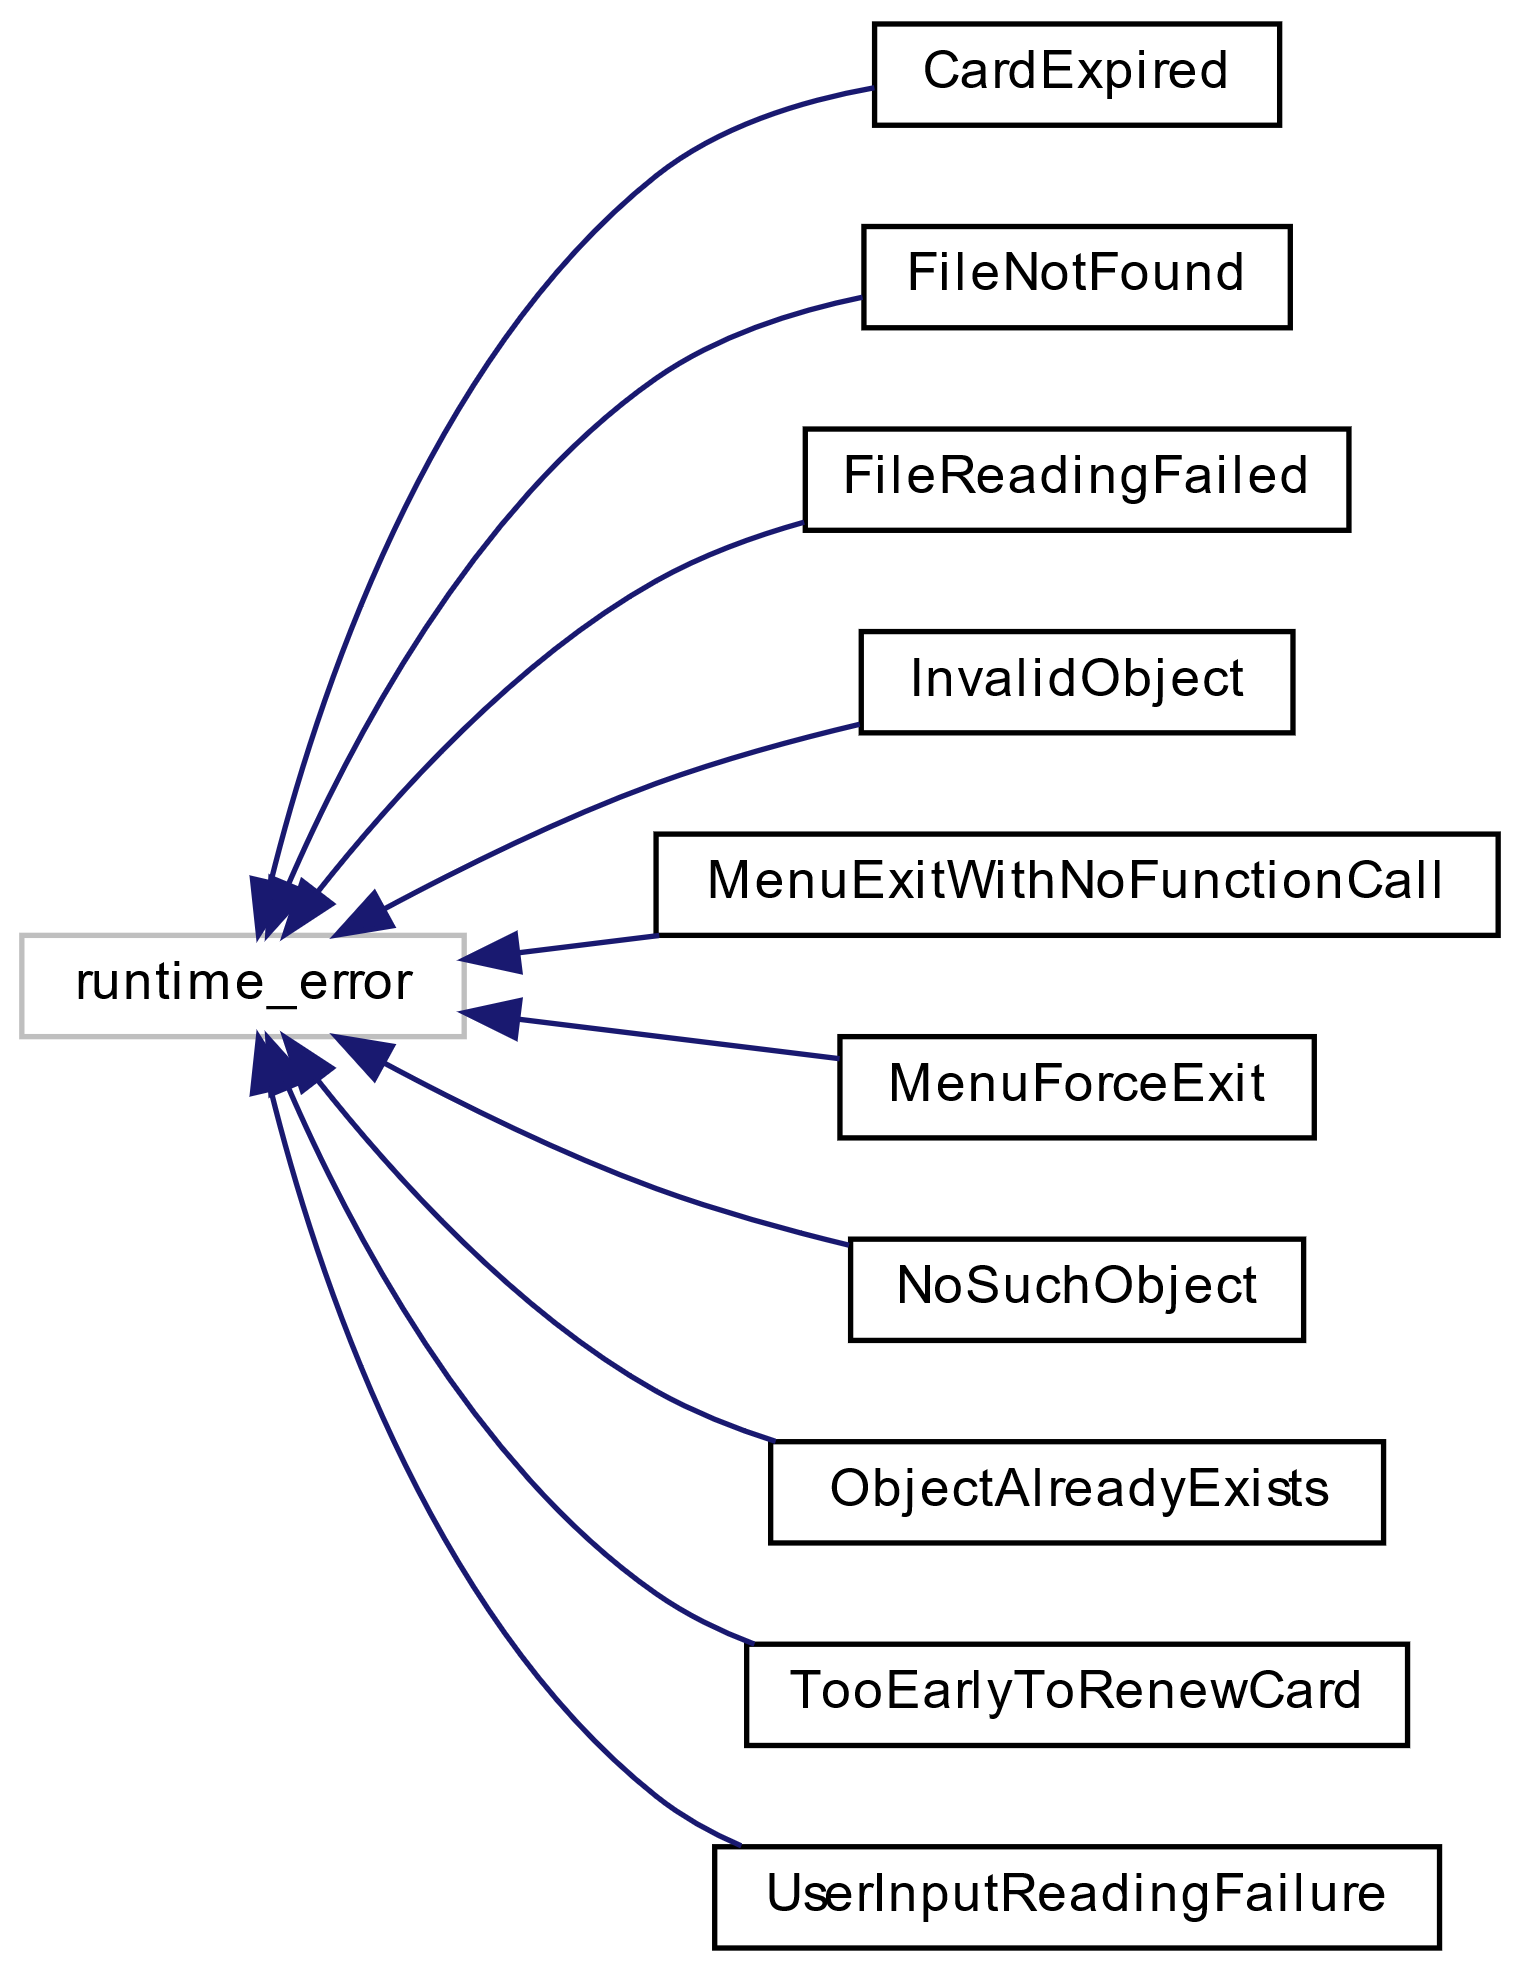 CardExpired
FileNotFound
FileReadingFailed
InvalidObject
MenuExitWithNoFunctionCall
runtime_error
MenuForceExit
NoSuchObject
ObjectAlreadyExists
TooEarlyToRenewCard
UserInputReadingFailure